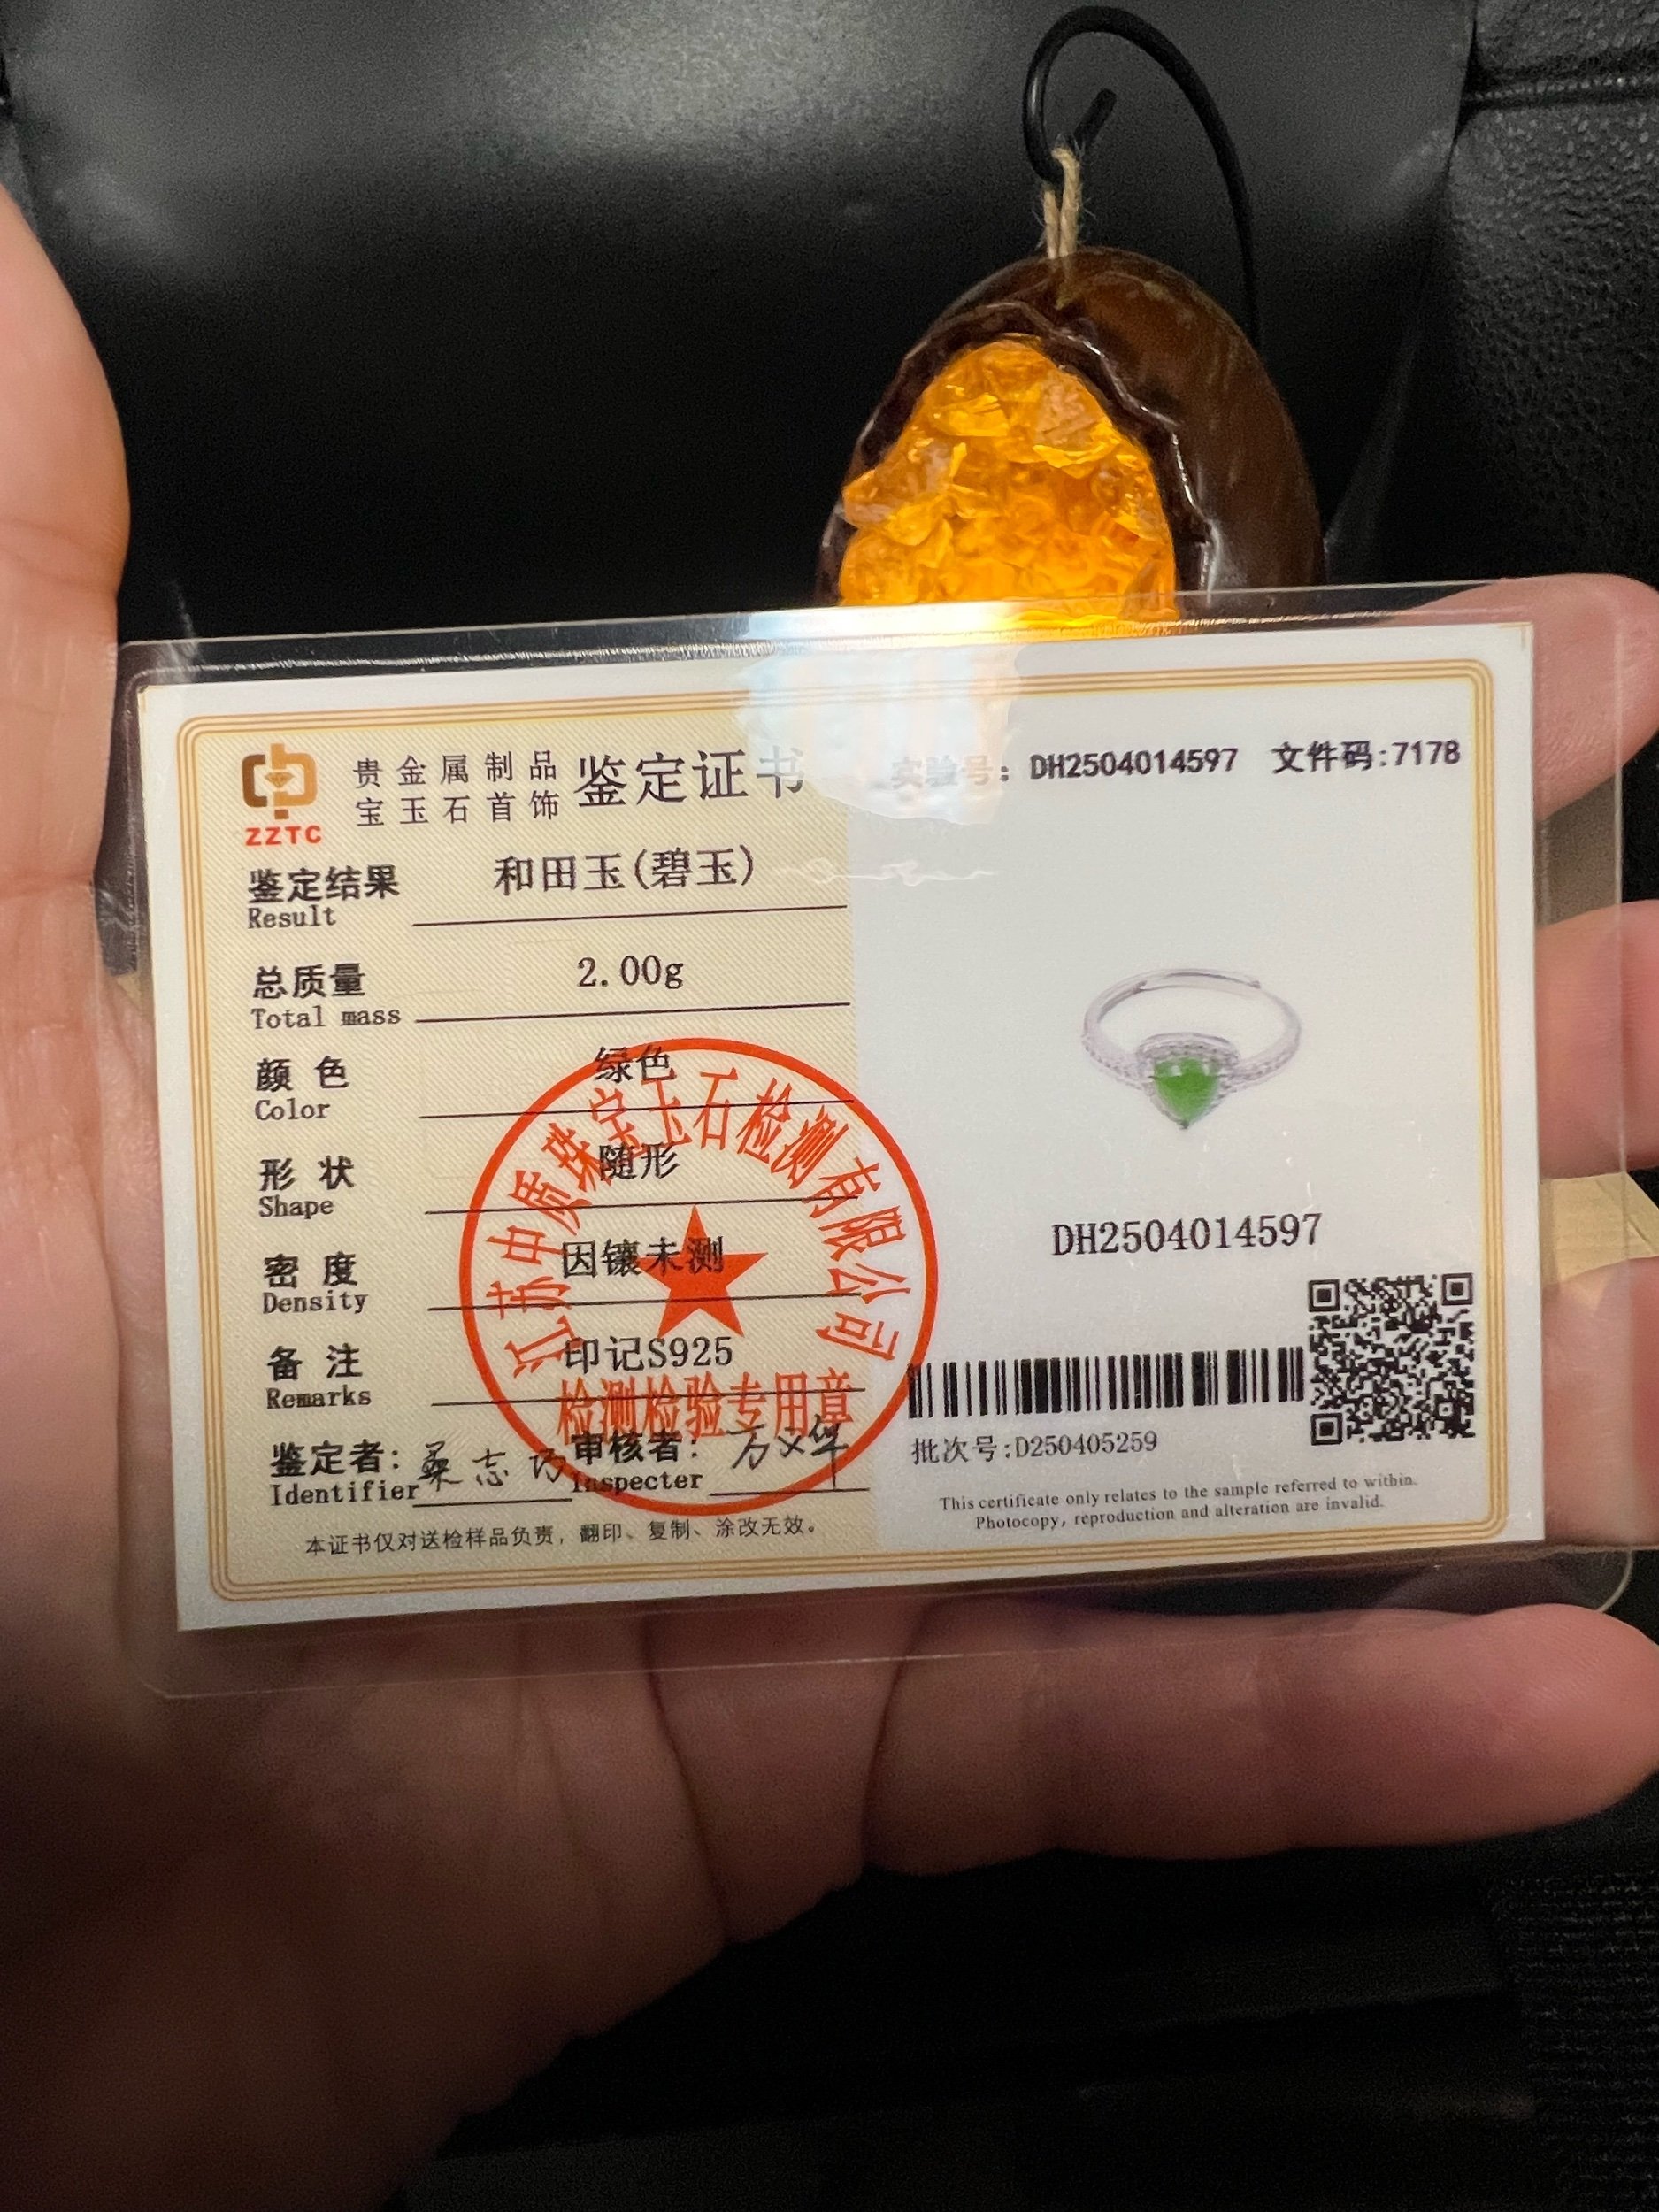 ZZTC
贵金属制品
宝玉石首饰
鉴定证书
实验号：DH2504014597 文件码:7178
鉴定结果 和田玉(碧玉)
Result
总质量 2.00g
Total mass
颜色 绿色
Color
形状 随形
Shape
密度 因镶未测
Density
备注 印记S925
Remarks
鉴定者: 审核者:
Identifier Inspecter
本证书仅对送检样品负责，翻印、复制、涂改无效。
江苏中质珠宝玉石检测有限公司
检测检验专用章
DH2504014597
批次号:D250405259
This certificate only relates to the sample referred to within.
Photocopy, reproduction and alteration are invalid.